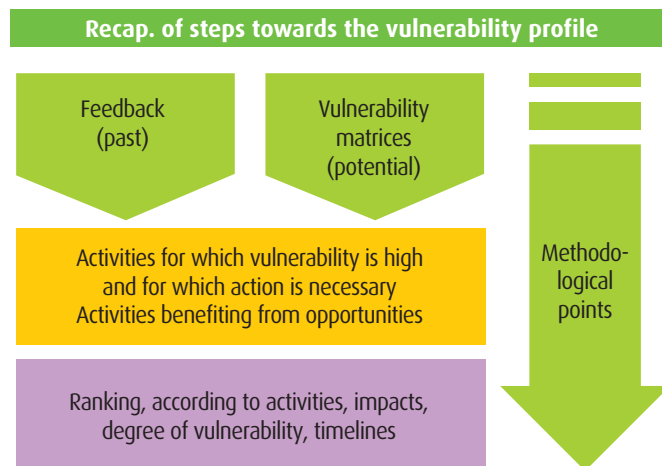 Recap. of steps towards the vulnerability profile
Feedback
(past)
Vulnerability
matrices
(potential)
Activities for which vulnerability is high
and for which action is necessary
Activities benefiting from opportunities
Methodo-
logical
points
Ranking, according to activities, impacts,
degree of vulnerability, timelines